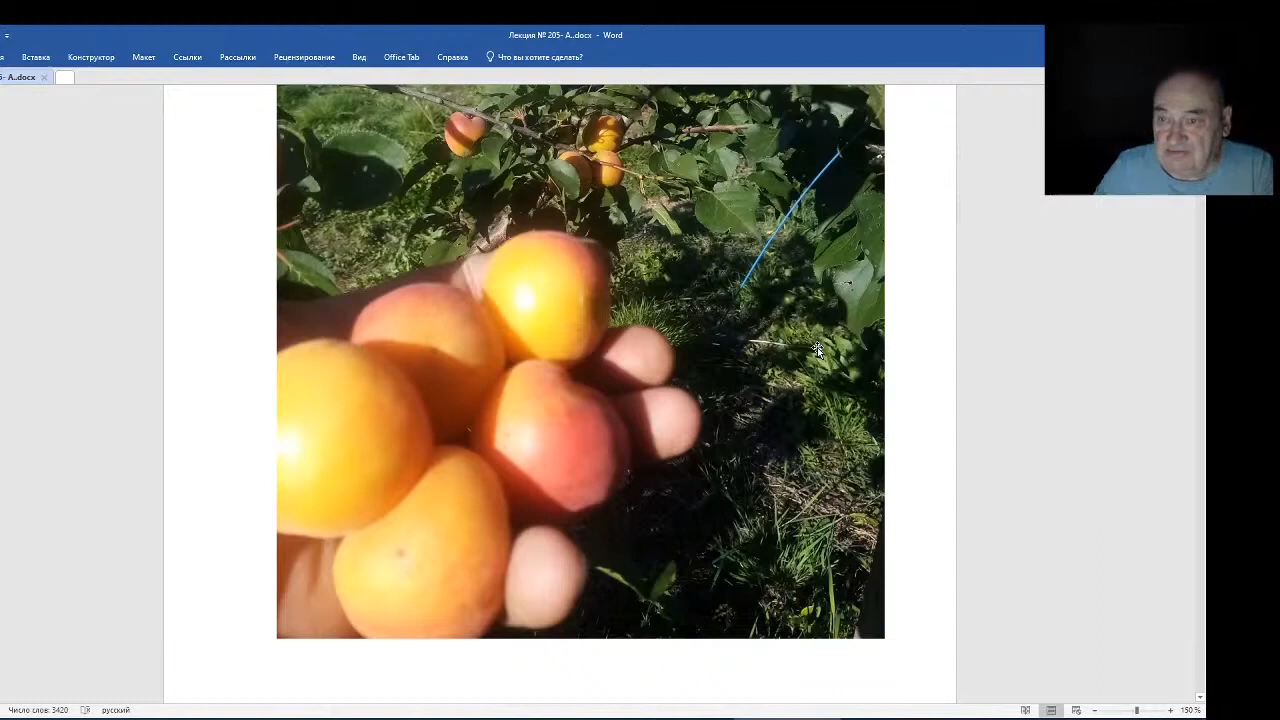 Лекция № 205- А..docx - Word
я Вставка Конструктор Макет Ссылки Рассылки Рецензирование Вид Office Tab Справка Что вы хотите сделать?
5- А..docx
Число слов: 3420 русский 150 %